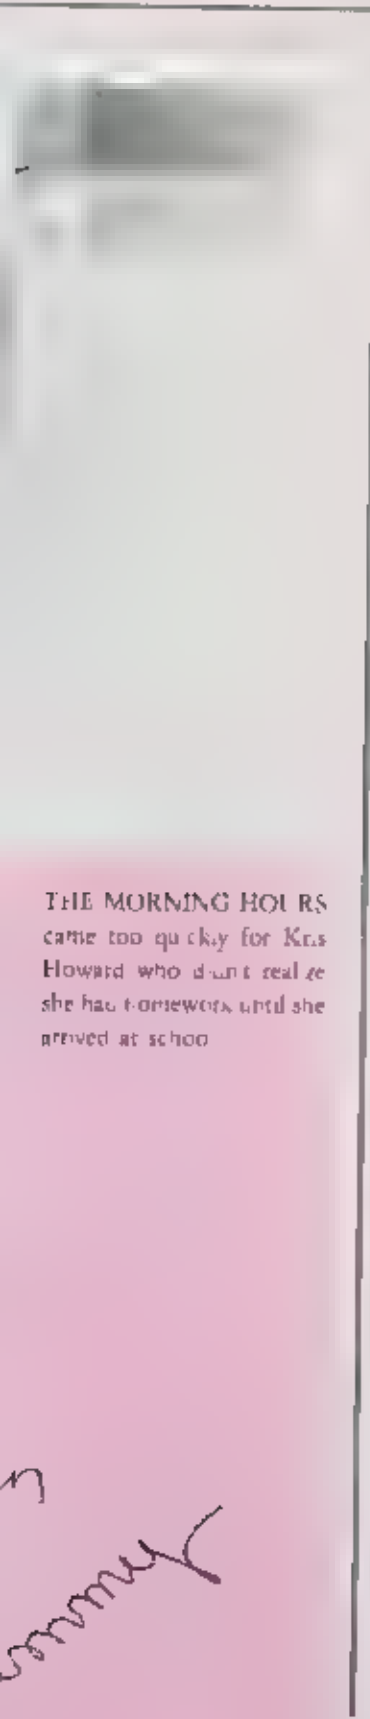 THE MORNING HOURS
came too quickly for Kris
Howard who didn't realize
she had homework until she
arrived at school